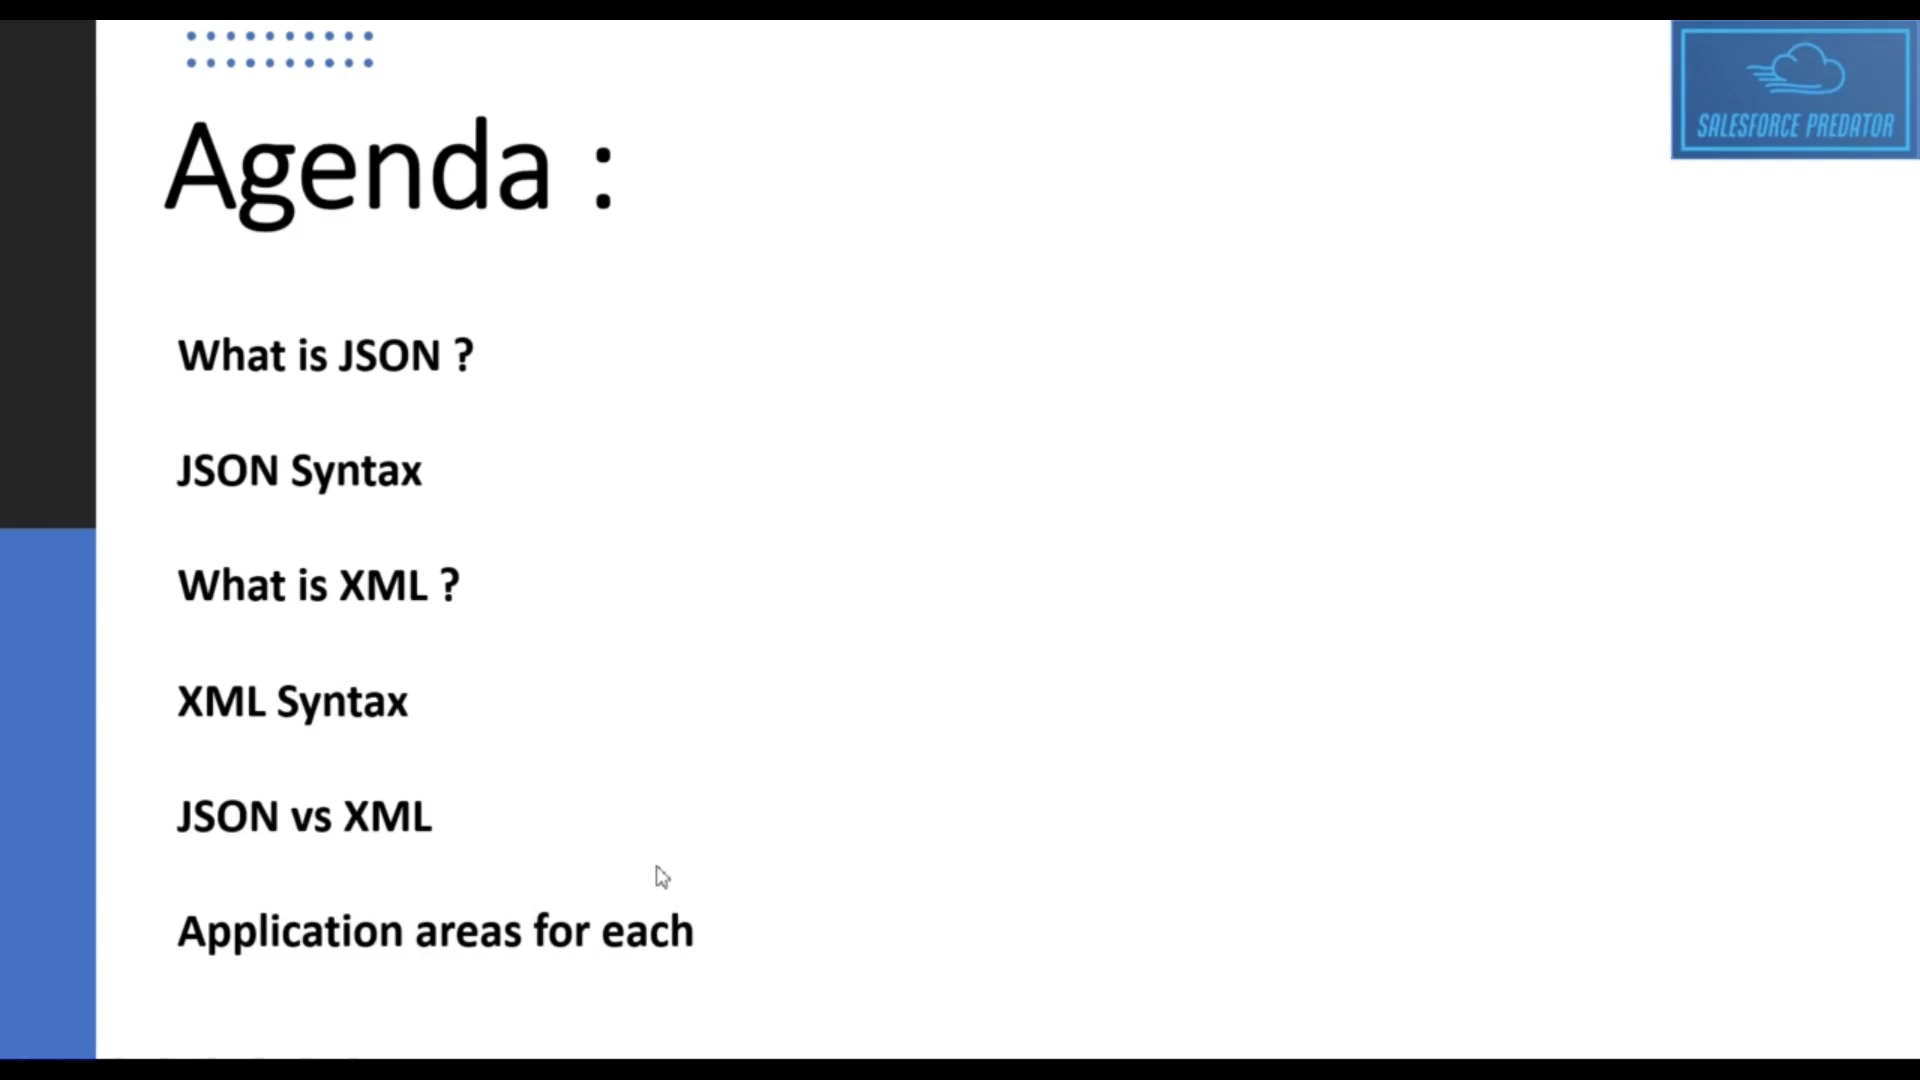 SALESFORCE PREDATOR
Agenda :
What is JSON ?
JSON Syntax
What is XML ?
XML Syntax
JSON vs XML
Application areas for each